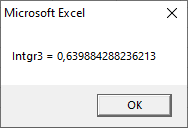 Microsoft Excel
Intgr3 = 0,639884288236213
OK